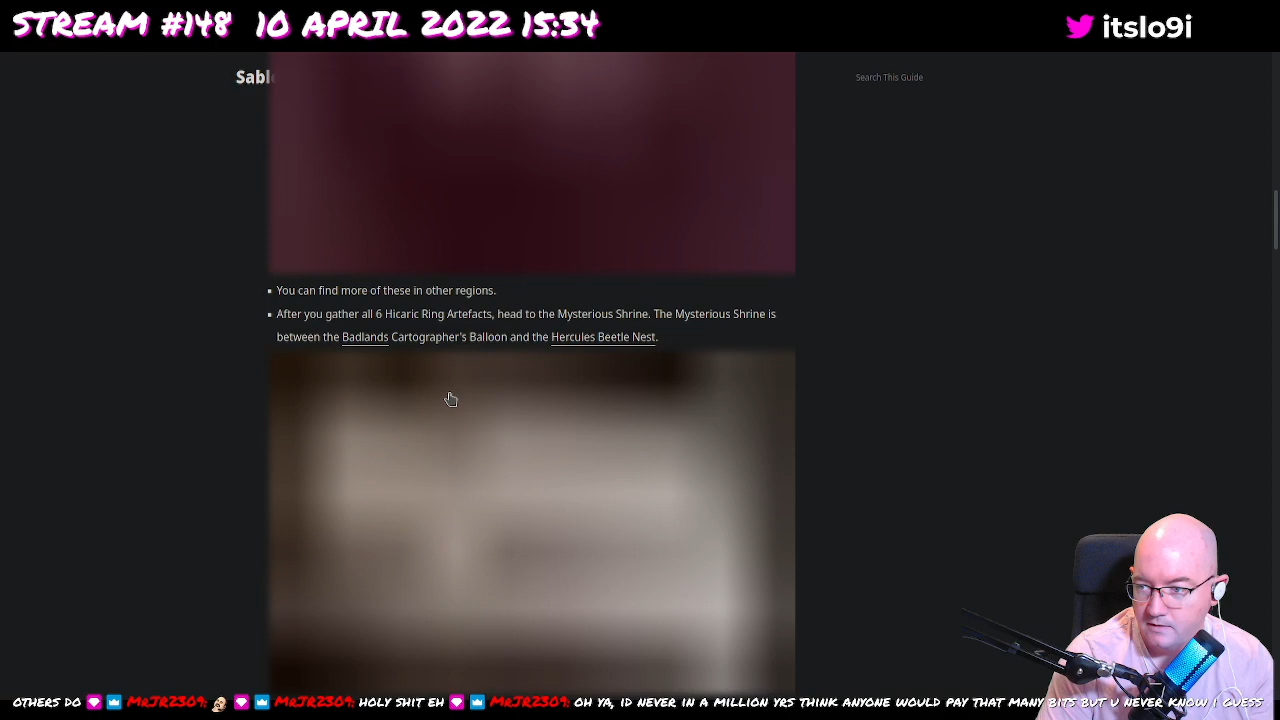 STREAM #148 10 APRIL 2022 15:34
itslo9i
Sabl
Search This Guide
You can find more of these in other regions.
After you gather all 6 Hicaric Ring Artefacts, head to the Mysterious Shrine. The Mysterious Shrine is
between the Badlands Cartographer's Balloon and the Hercules Beetle Nest.
OTHERS DO MRJR2309: MRJR2309: HOLY SHIT EH MRJR2309: OH YA, ID NEVER IN A MILLION YRS THINK ANYONE WOULD PAY THAT MANY BITS BUT U NEVER KNOW I GUESS